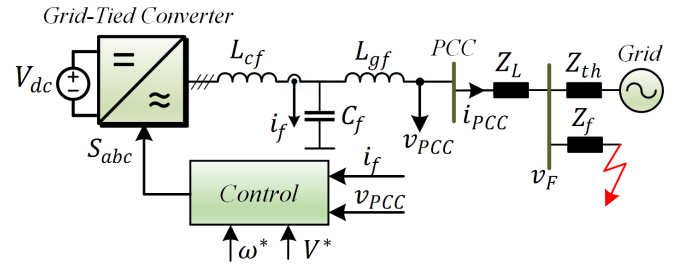 Grid-Tied Converter
V_dc
S_abc
L_cf
i_f
C_f
L_gf
PCC
v_PCC
i_PCC
Z_L
v_F
Z_th
Grid
Z_f
Control
i_f
v_PCC
ω*
V*